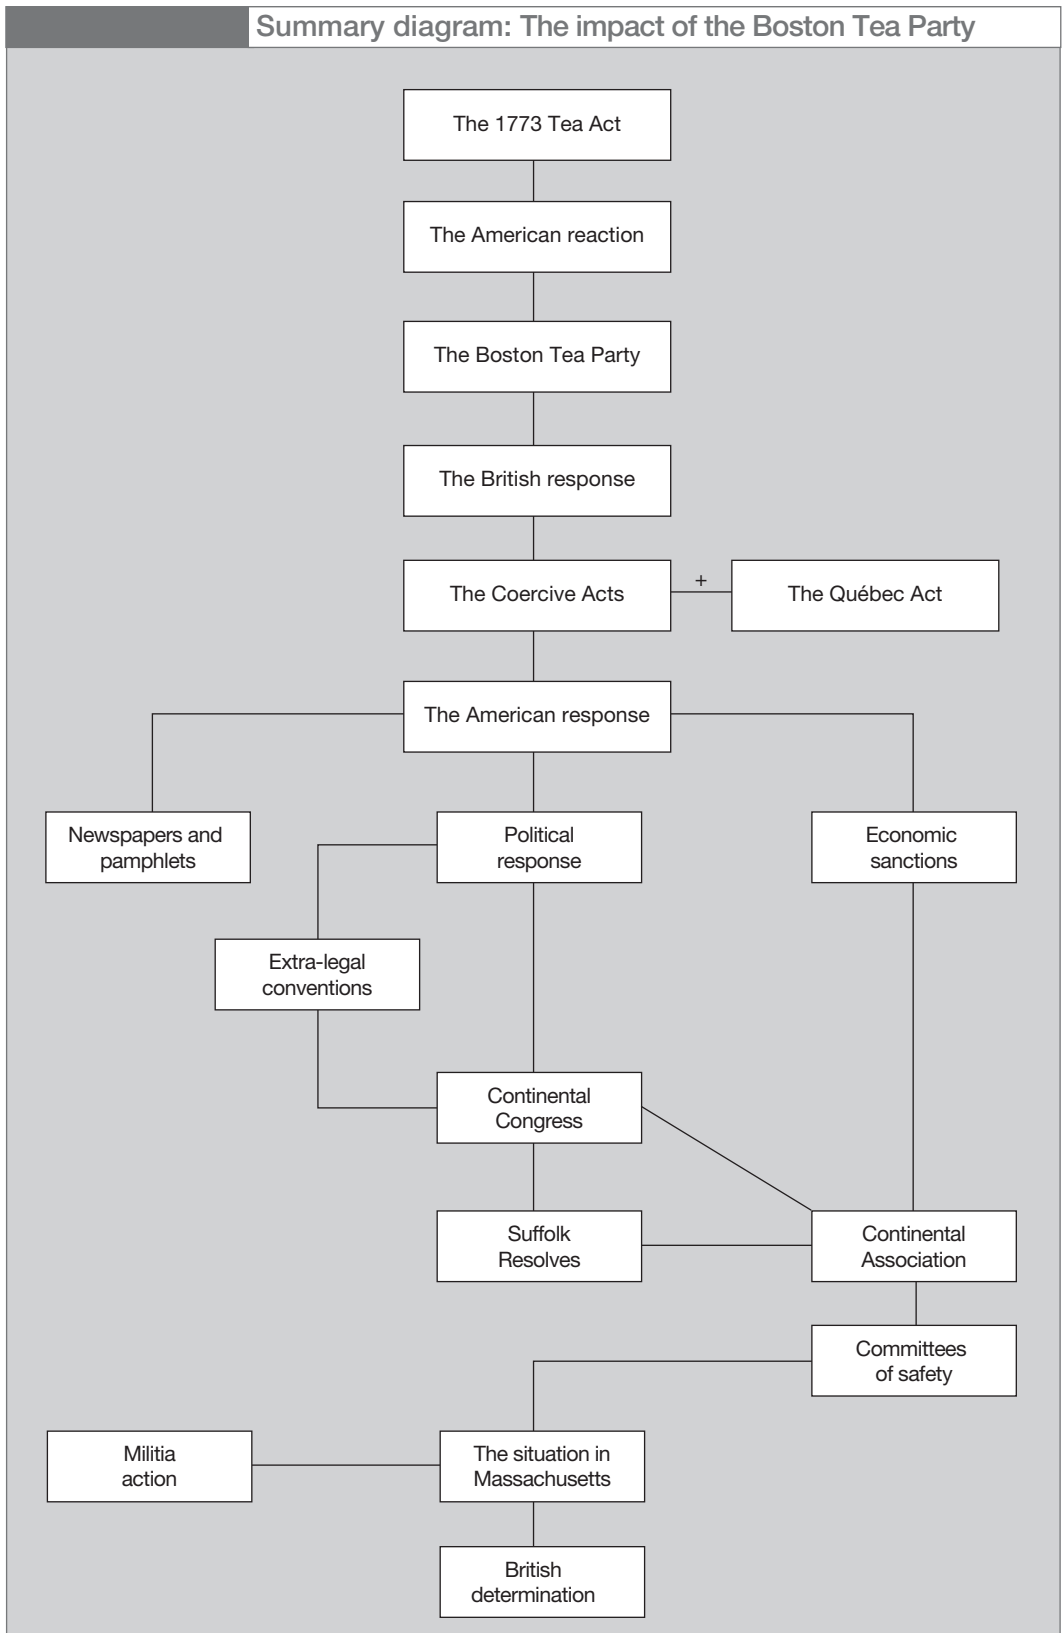 Summary diagram: The impact of the Boston Tea Party
The 1773 Tea Act
The American reaction
The Boston Tea Party
The British response
The Coercive Acts
+
The Québec Act
The American response
Newspapers and
pamphlets
Political
response
Economic
sanctions
Extra-legal
conventions
Continental
Congress
Suffolk
Resolves
Continental
Association
Committees
of safety
Militia
action
The situation in
Massachusetts
British
determination